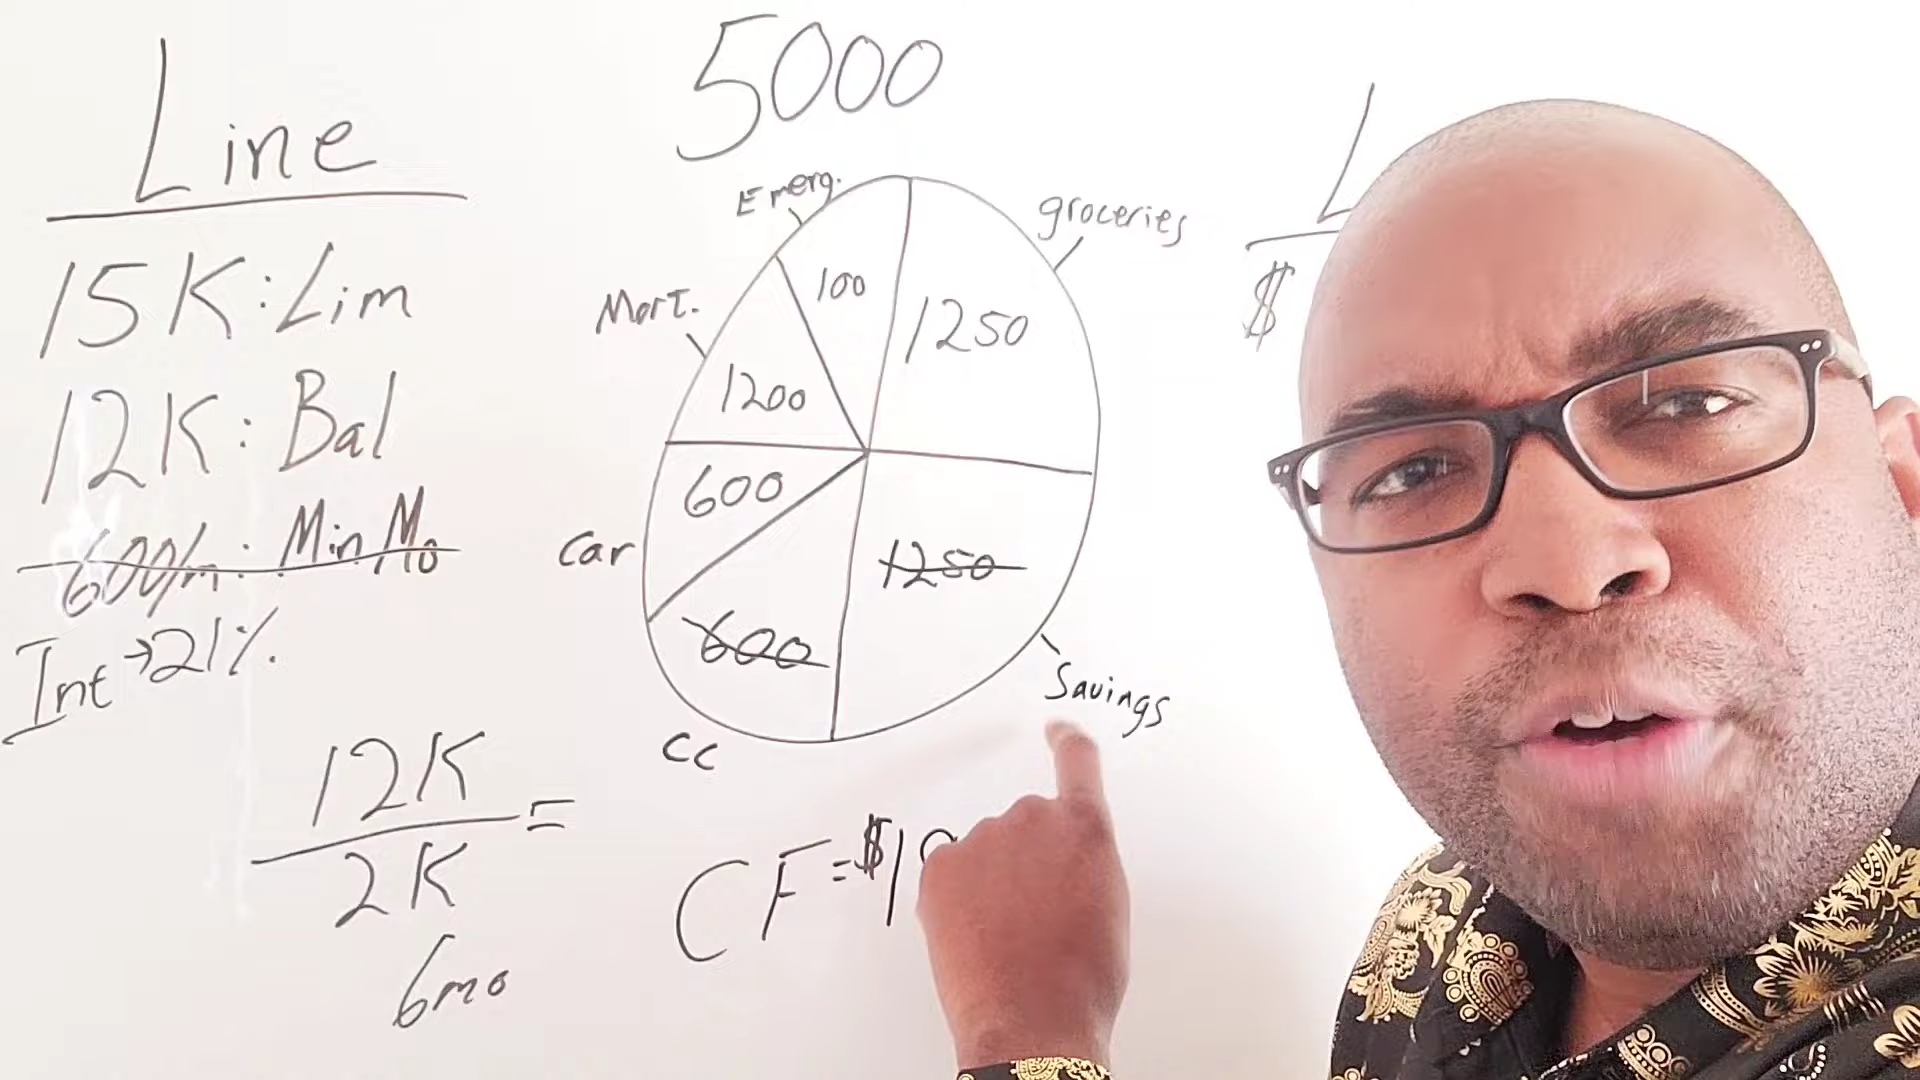 Line
15K: Lim
12K: Bal
600/m: Min Mo
Int → 21%
12K
2K
=
6mo
5000
Emerg.
groceries
Mort.
100
1250
1200
600
Car
1250
600
Savings
CC
CF = $1
L
$